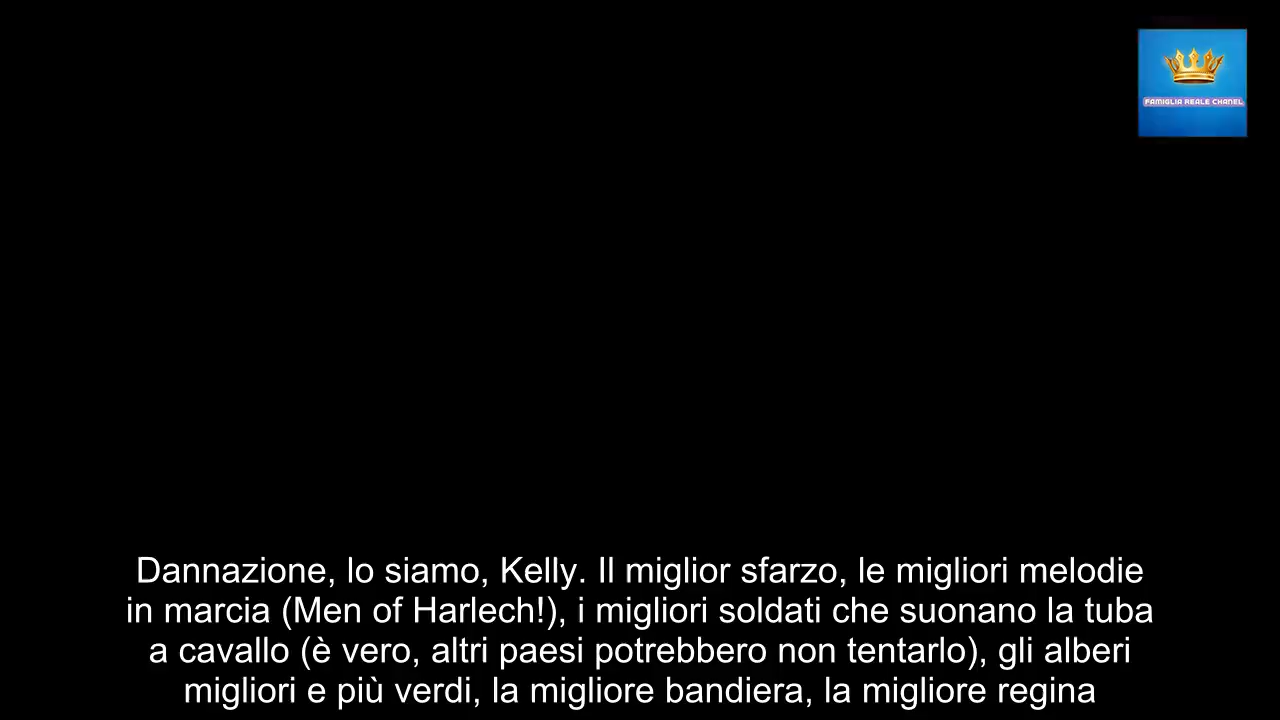 FAMIGLIA REALE CHANEL
Dannazione, lo siamo, Kelly. Il miglior sfarzo, le migliori melodie
in marcia (Men of Harlech!), i migliori soldati che suonano la tuba
a cavallo (è vero, altri paesi potrebbero non tentarlo), gli alberi
migliori e più verdi, la migliore bandiera, la migliore regina